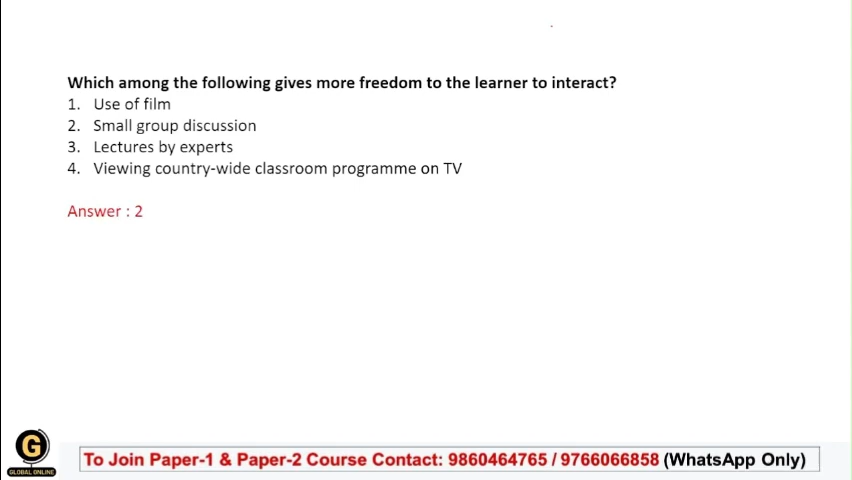 Which among the following gives more freedom to the learner to interact?
1. Use of film
2. Small group discussion
3. Lectures by experts
4. Viewing country-wide classroom programme on TV
Answer : 2
G
GLOBAL ONLINE
To Join Paper-1 & Paper-2 Course Contact: 9860464765 / 9766066858 (WhatsApp Only)